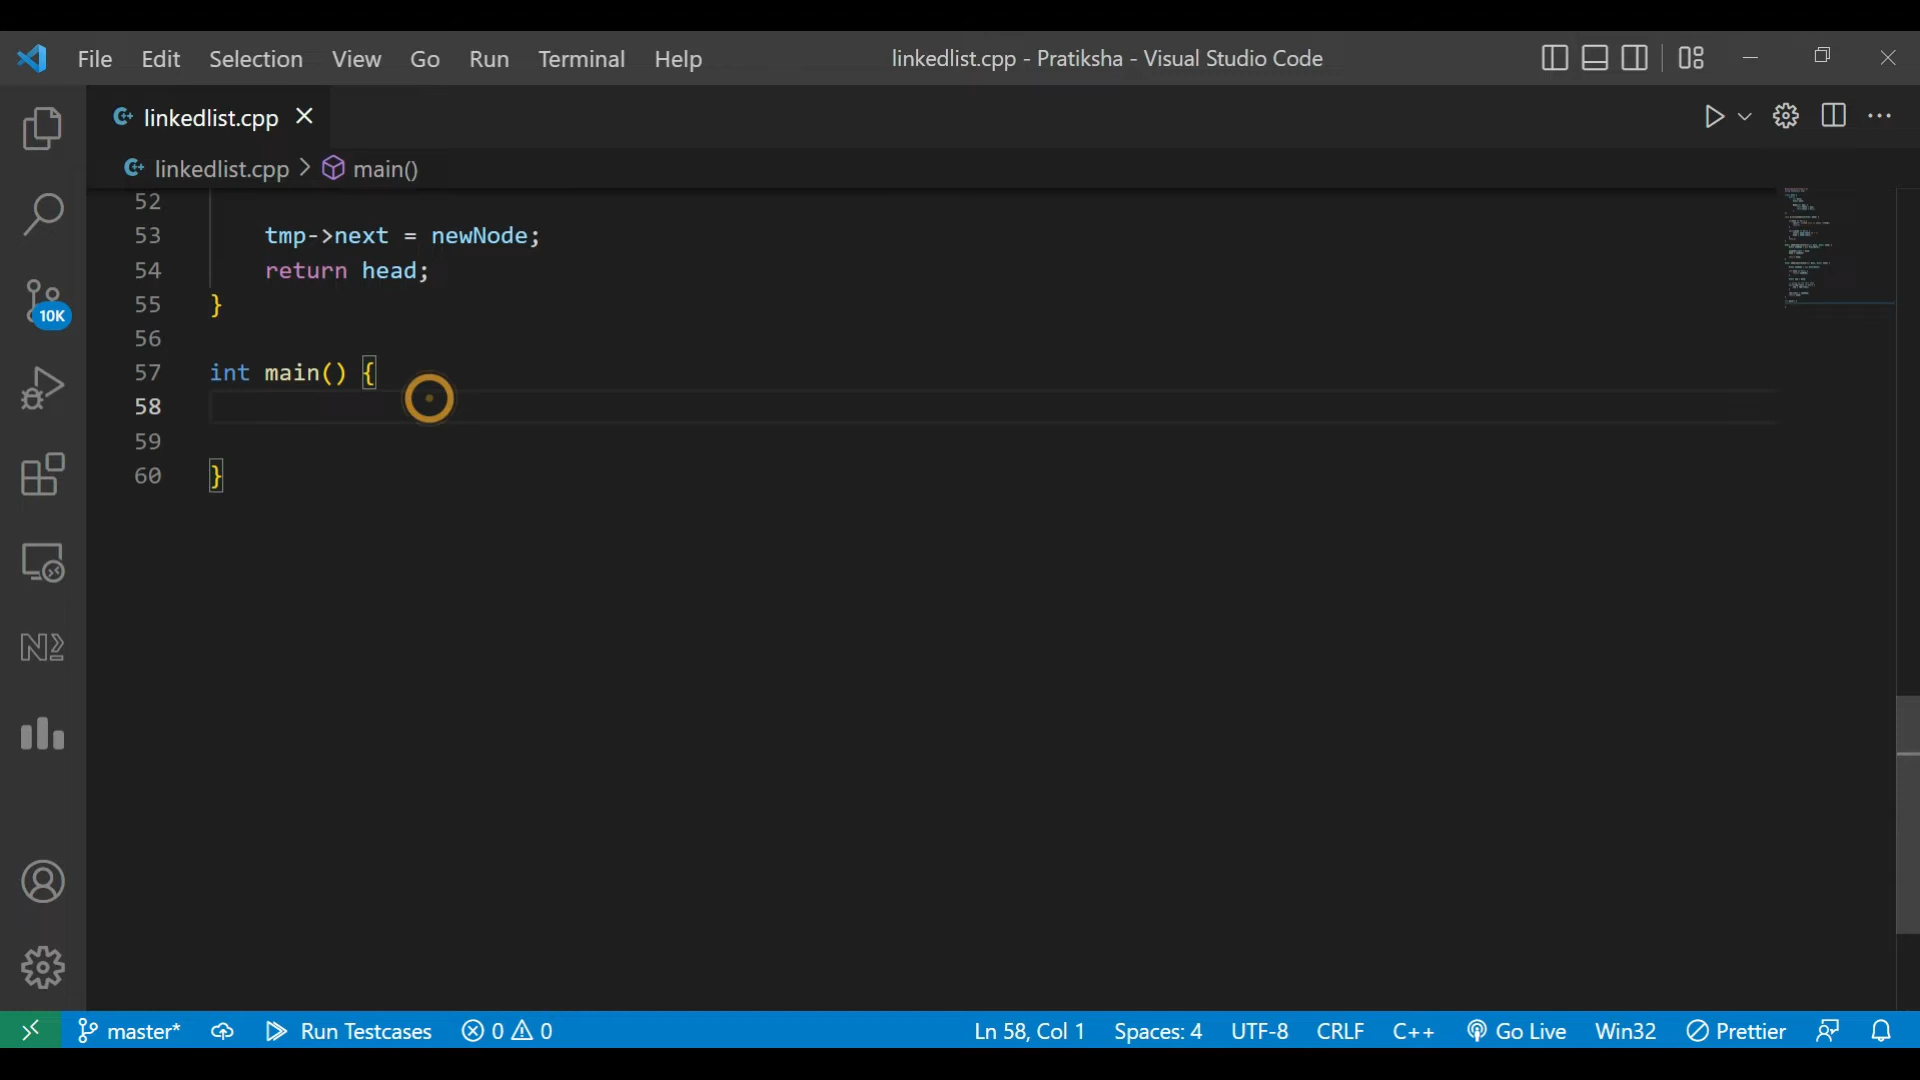 File Edit Selection View Go Run Terminal Help linkedlist.cpp - Pratiksha - Visual Studio Code
linkedlist.cpp
linkedlist.cpp > main()
52
53 tmp->next = newNode;
54 return head;
55 }
56
57 int main() {
58
59
60 }
10K
master* Run Testcases 0 0 Ln 58, Col 1 Spaces: 4 UTF-8 CRLF C++ Go Live Win32 Prettier